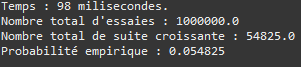 Temps : 98 milisecondes.
Nombre total d'essaies : 1000000.0
Nombre total de suite croissante : 54825.0
Probabilité empirique : 0.054825